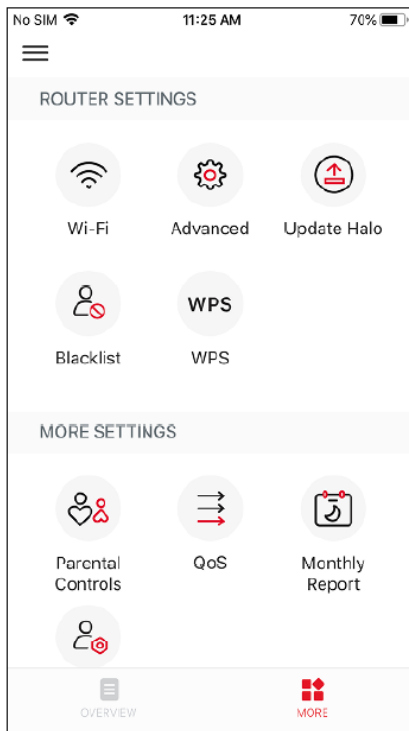 No SIM 11:25 AM 70%
ROUTER SETTINGS
Wi-Fi Advanced Update Halo
WPS
Blacklist WPS
MORE SETTINGS
Parental QoS Monthly
Controls Report
OVERVIEW MORE